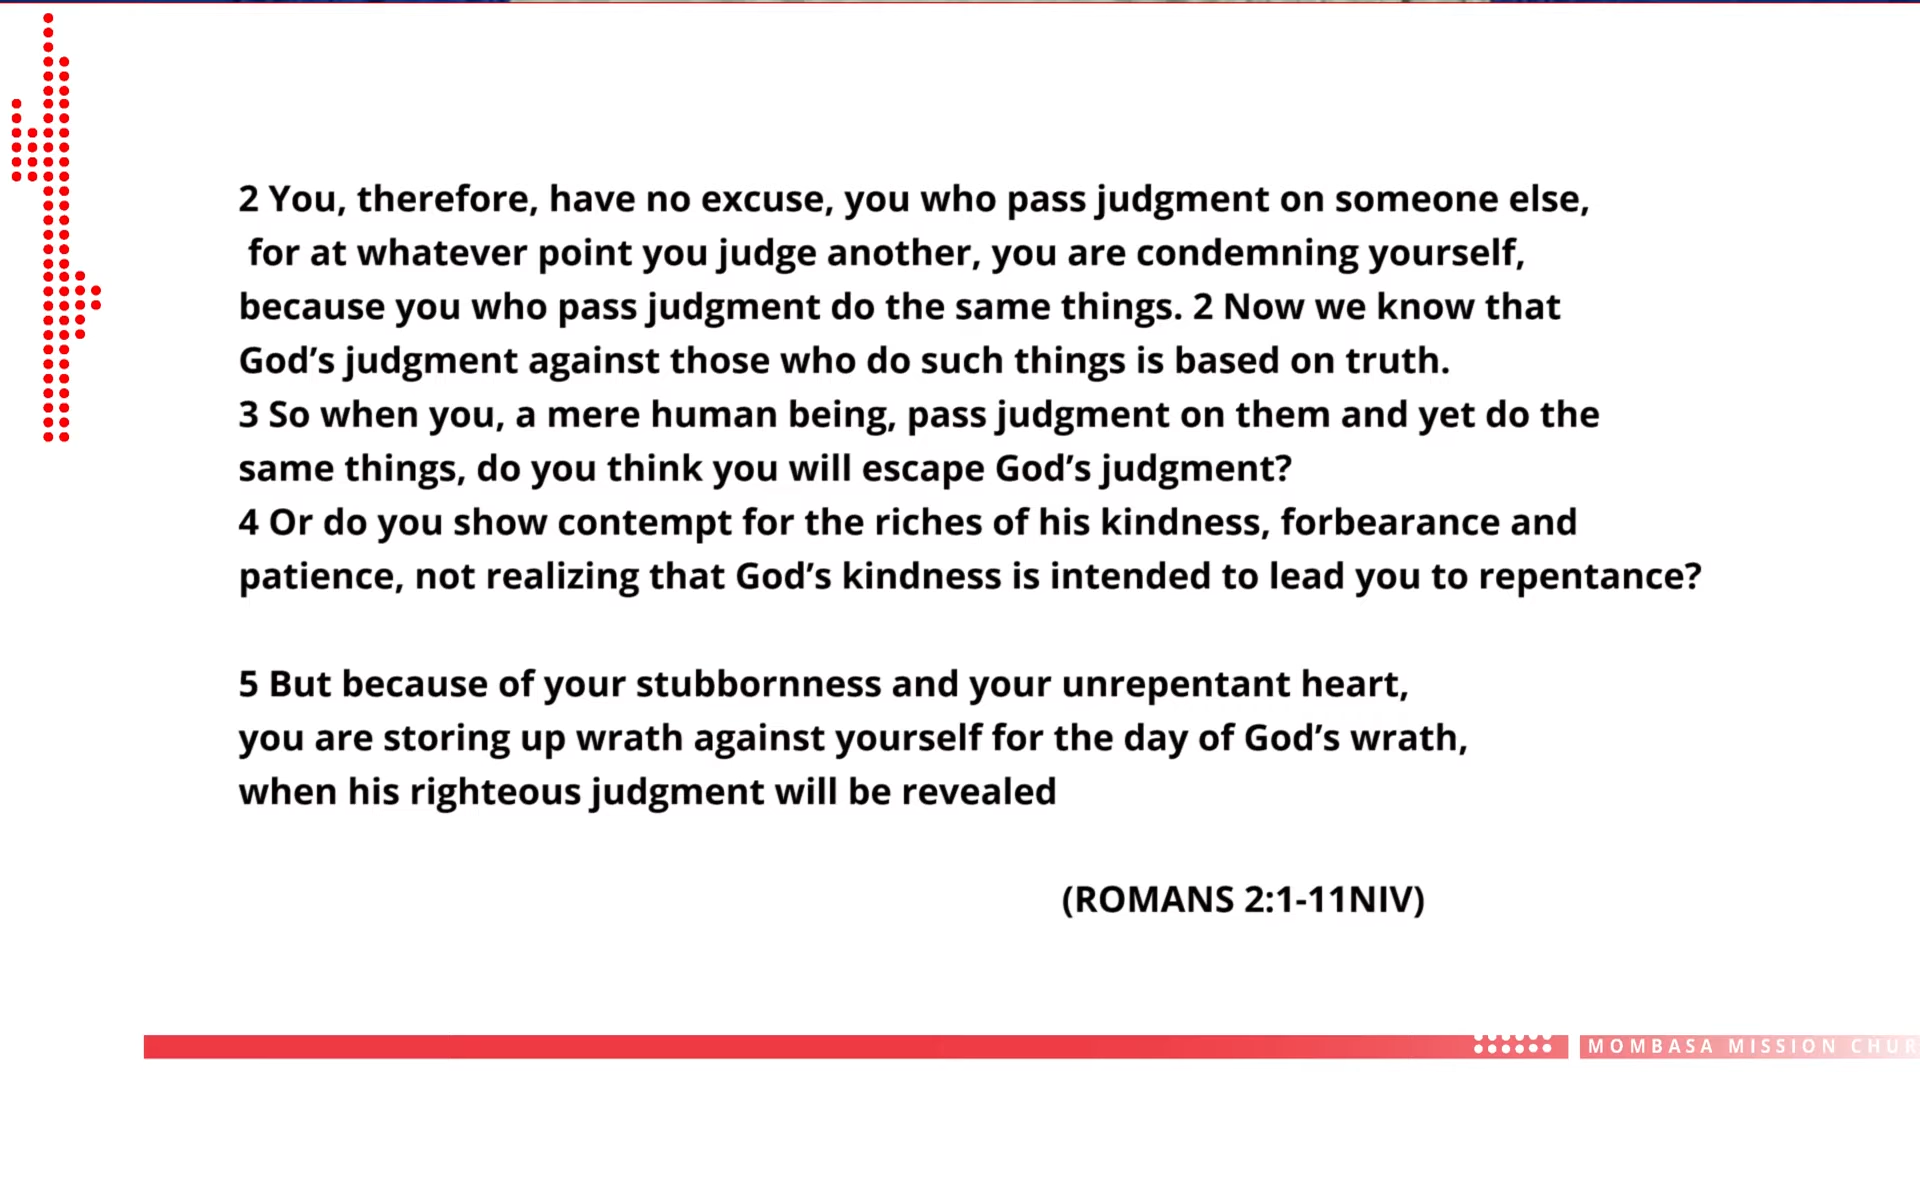 2 You, therefore, have no excuse, you who pass judgment on someone else,
for at whatever point you judge another, you are condemning yourself,
because you who pass judgment do the same things. 2 Now we know that
God’s judgment against those who do such things is based on truth.
3 So when you, a mere human being, pass judgment on them and yet do the
same things, do you think you will escape God’s judgment?
4 Or do you show contempt for the riches of his kindness, forbearance and
patience, not realizing that God’s kindness is intended to lead you to repentance?
5 But because of your stubbornness and your unrepentant heart,
you are storing up wrath against yourself for the day of God’s wrath,
when his righteous judgment will be revealed
(ROMANS 2:1-11NIV)
MOMBASA MISSION CHUR